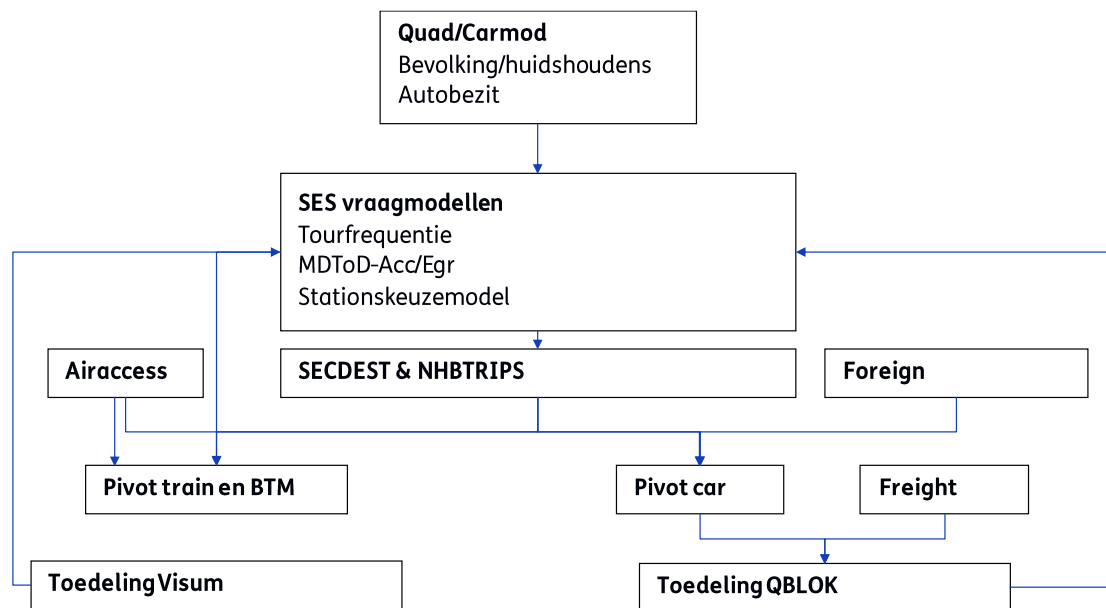 Quad/Carmod
Bevolking/huidshoudens
Autobezit
SES vraagmodellen
Tourfrequentie
MDToD-Acc/Egr
Stationskeuzemodel
Airaccess
SECDEST & NHBTRIPS
Foreign
Pivot train en BTM
Pivot car
Freight
Toedeling Visum
Toedeling QBLOK